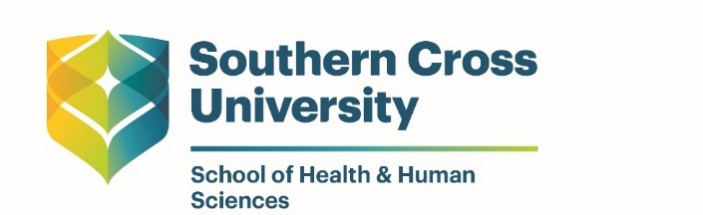 Southern Cross
University
School of Health & Human
Sciences